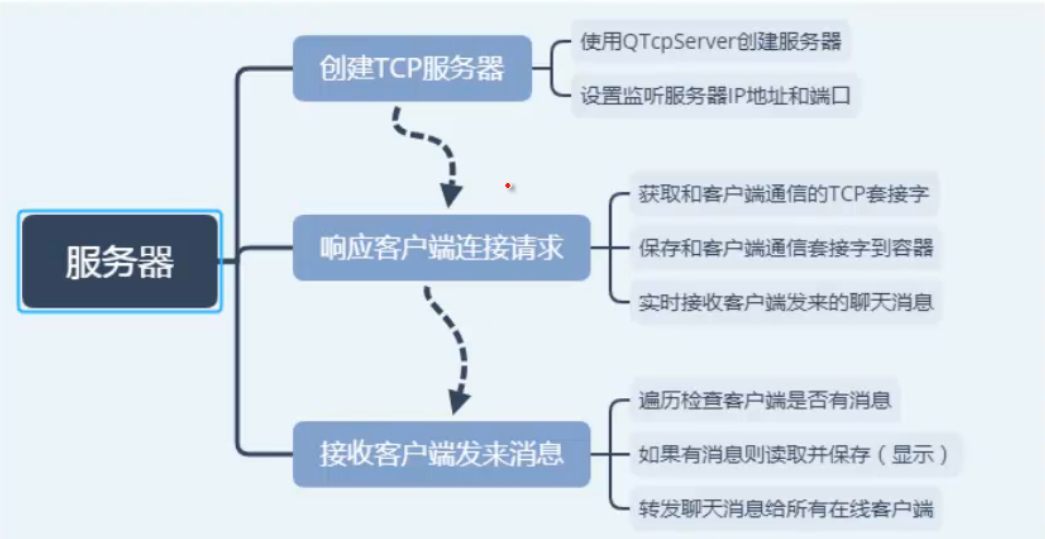 服务器
创建TCP服务器
使用QTcpServer创建服务器
设置监听服务器IP地址和端口
响应客户端连接请求
获取和客户端通信的TCP套接字
保存和客户端通信套接字到容器
实时接收客户端发来的聊天消息
接收客户端发来消息
遍历检查客户端是否有消息
如果有消息则读取并保存（显示）
转发聊天消息给所有在线客户端